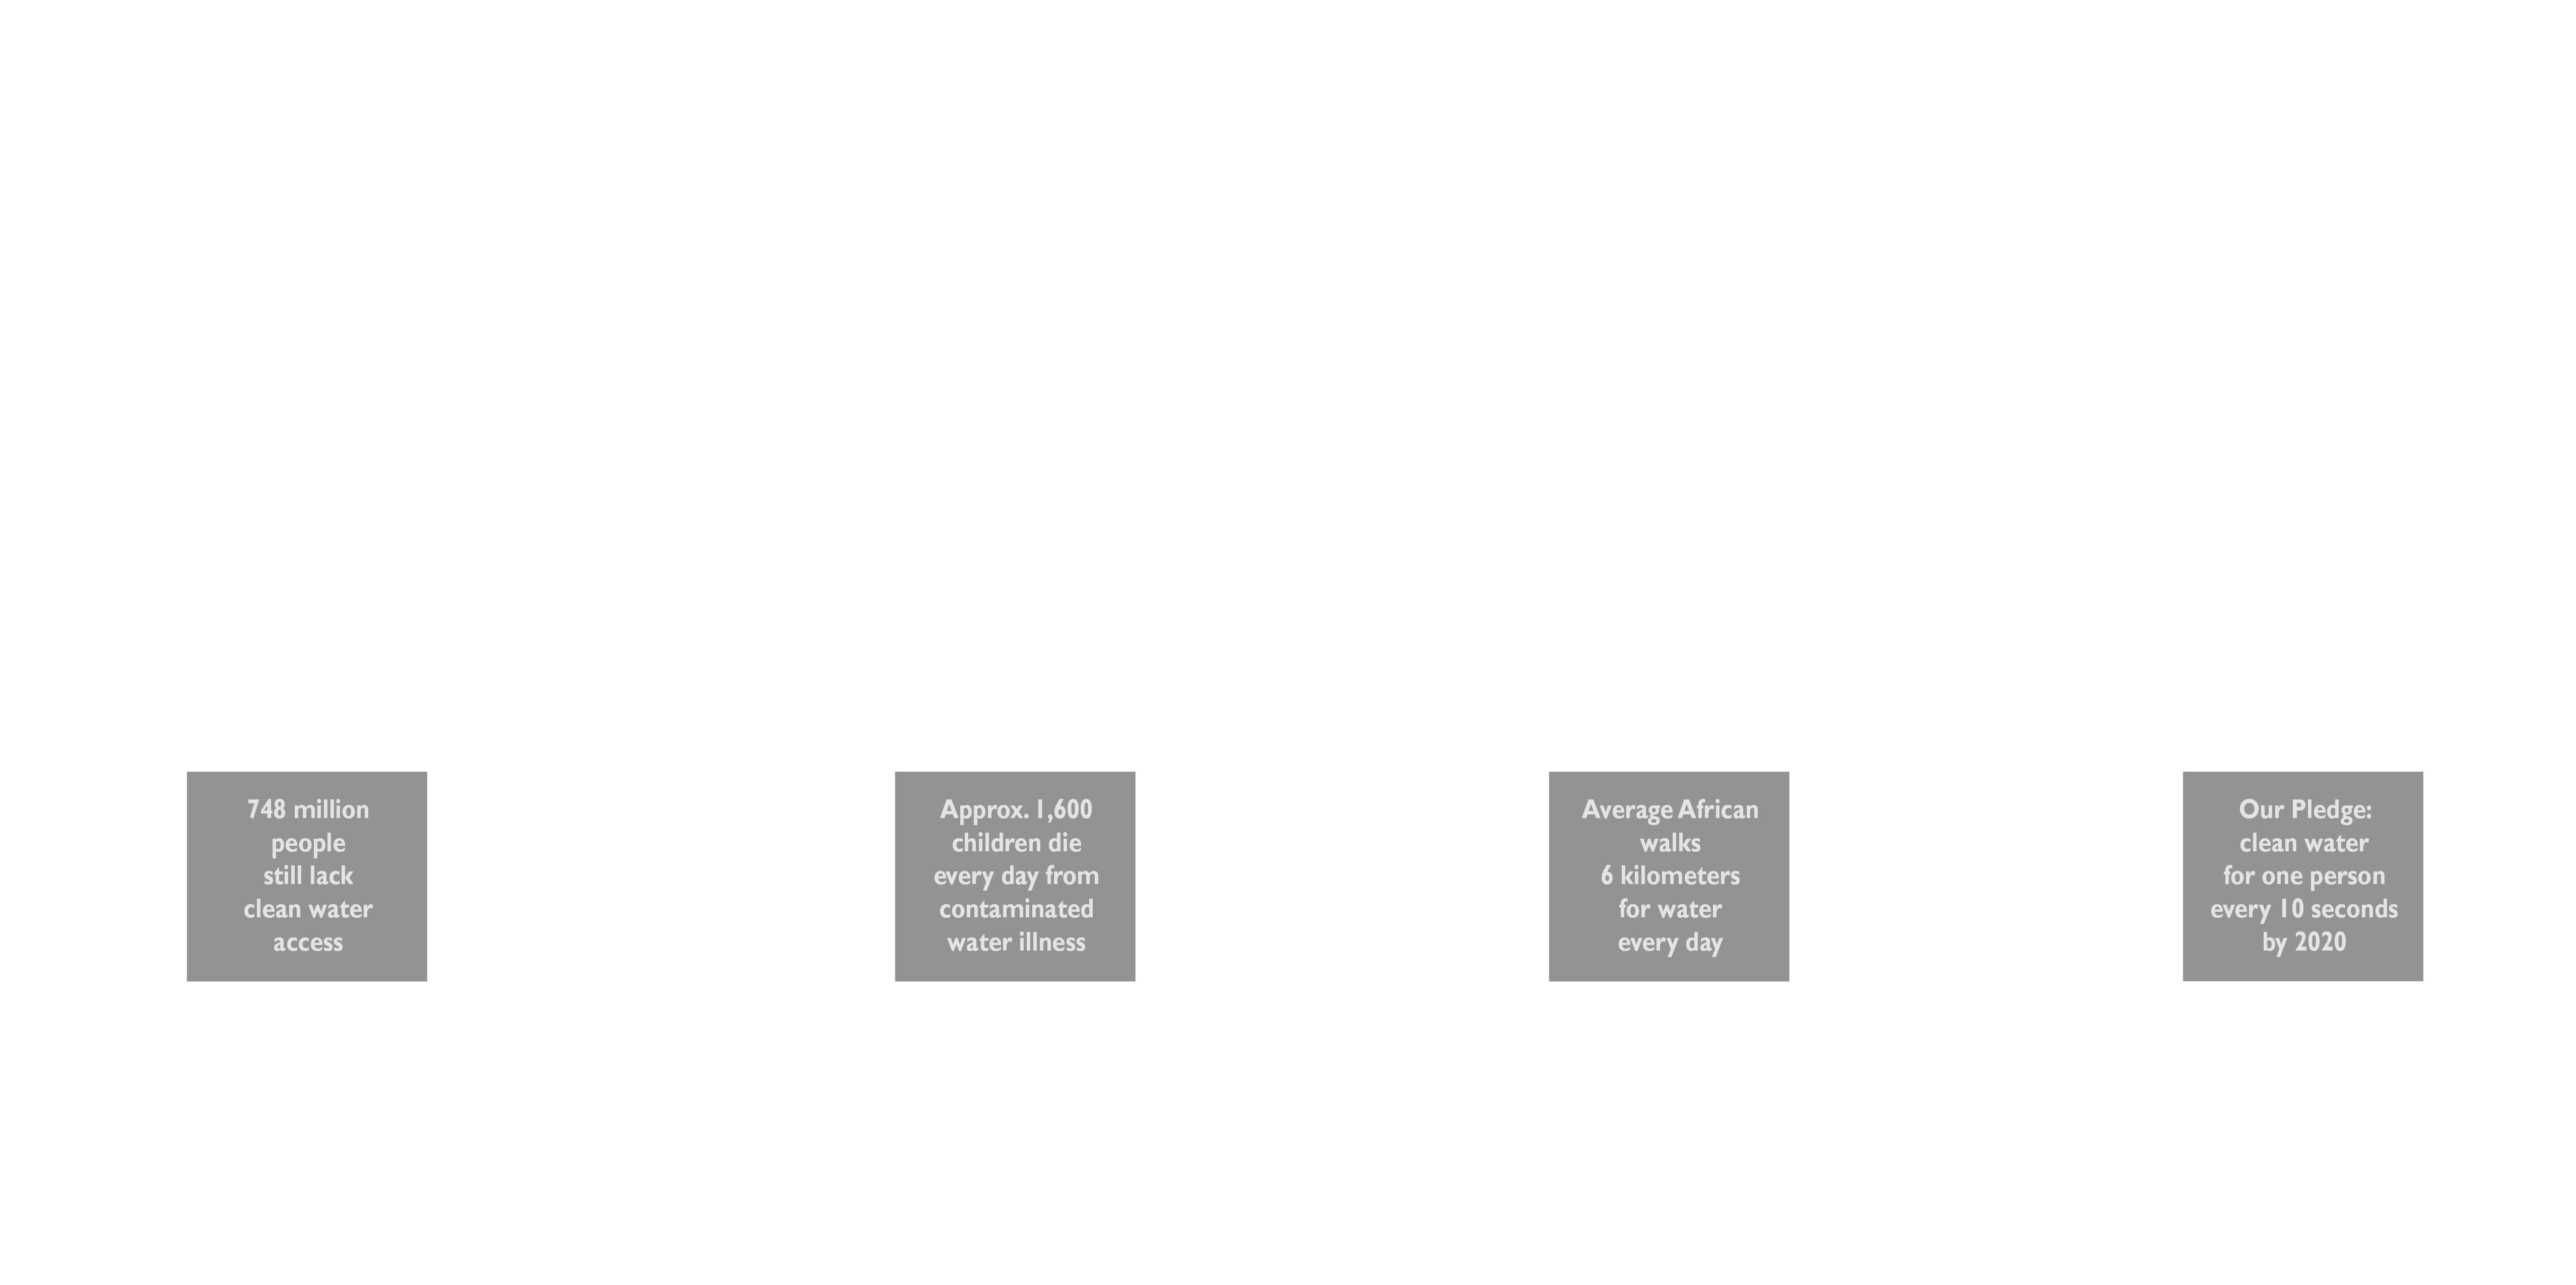 748 million
people
still lack
clean water
access
Approx. 1,600
children die
every day from
contaminated
water illness
Average African
walks
6 kilometers
for water
every day
Our Pledge:
clean water
for one person
every 10 seconds
by 2020